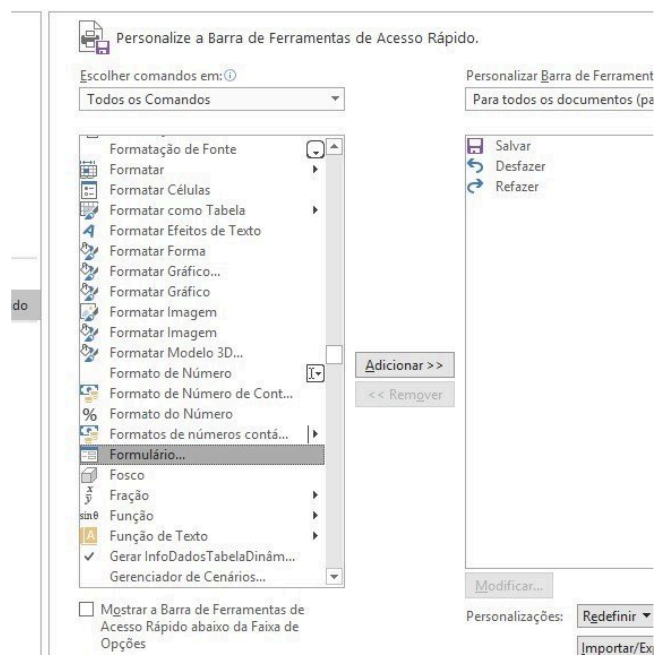 Personalize a Barra de Ferramentas de Acesso Rápido.
Escolher comandos em:
Todos os Comandos
Formatação de Fonte
Formatar
Formatar Células
Formatar como Tabela
Formatar Efeitos de Texto
Formatar Forma
Formatar Gráfico...
Formatar Gráfico
Formatar Imagem
Formatar Imagem
Formatar Modelo 3D...
Formato de Número
Formato de Número de Cont...
% Formato do Número
Formatos de números contá...
Formulário...
Fosco
x/y Fração
sinθ Função
A Função de Texto
Gerar InfoDadosTabelaDinâm...
Gerenciador de Cenários...
Mostrar a Barra de Ferramentas de
Acesso Rápido abaixo da Faixa de
Opções
do
Adicionar >>
<< Remover
Personalizar Barra de Ferrament
Para todos os documentos (pa
Salvar
Desfazer
Refazer
Modificar...
Personalizações: Redefinir
Importar/Exp